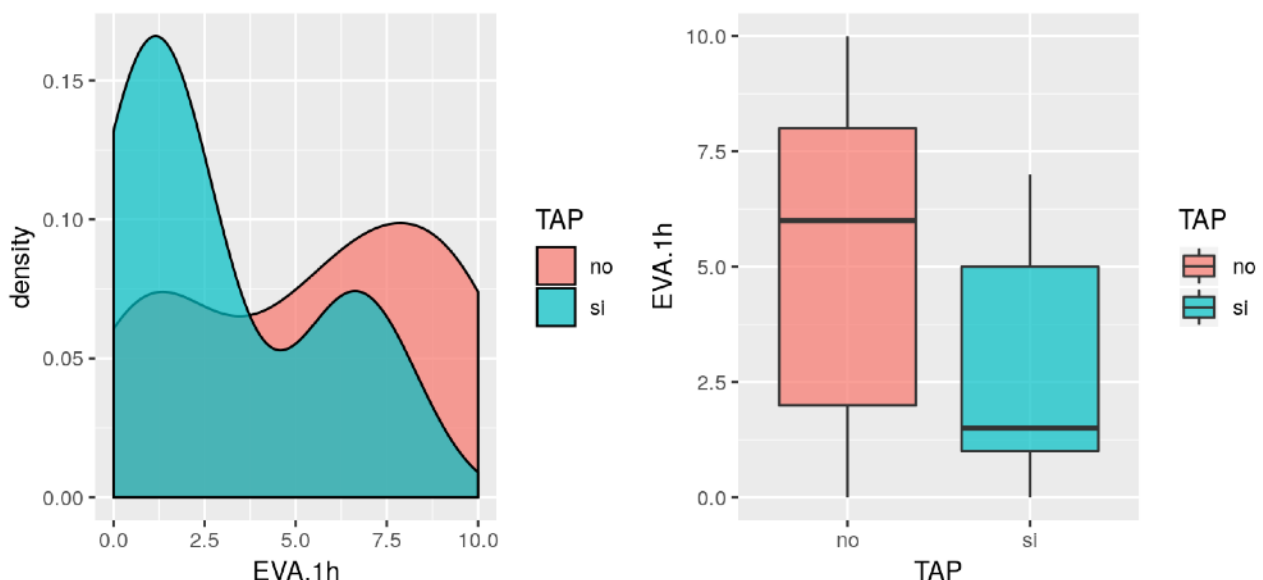 density
0.15
0.10
0.05
0.00
0.0 2.5 5.0 7.5 10.0
EVA.1h
TAP
no
si
EVA.1h
10.0
7.5
5.0
2.5
0.0
no si
TAP
TAP
no
si